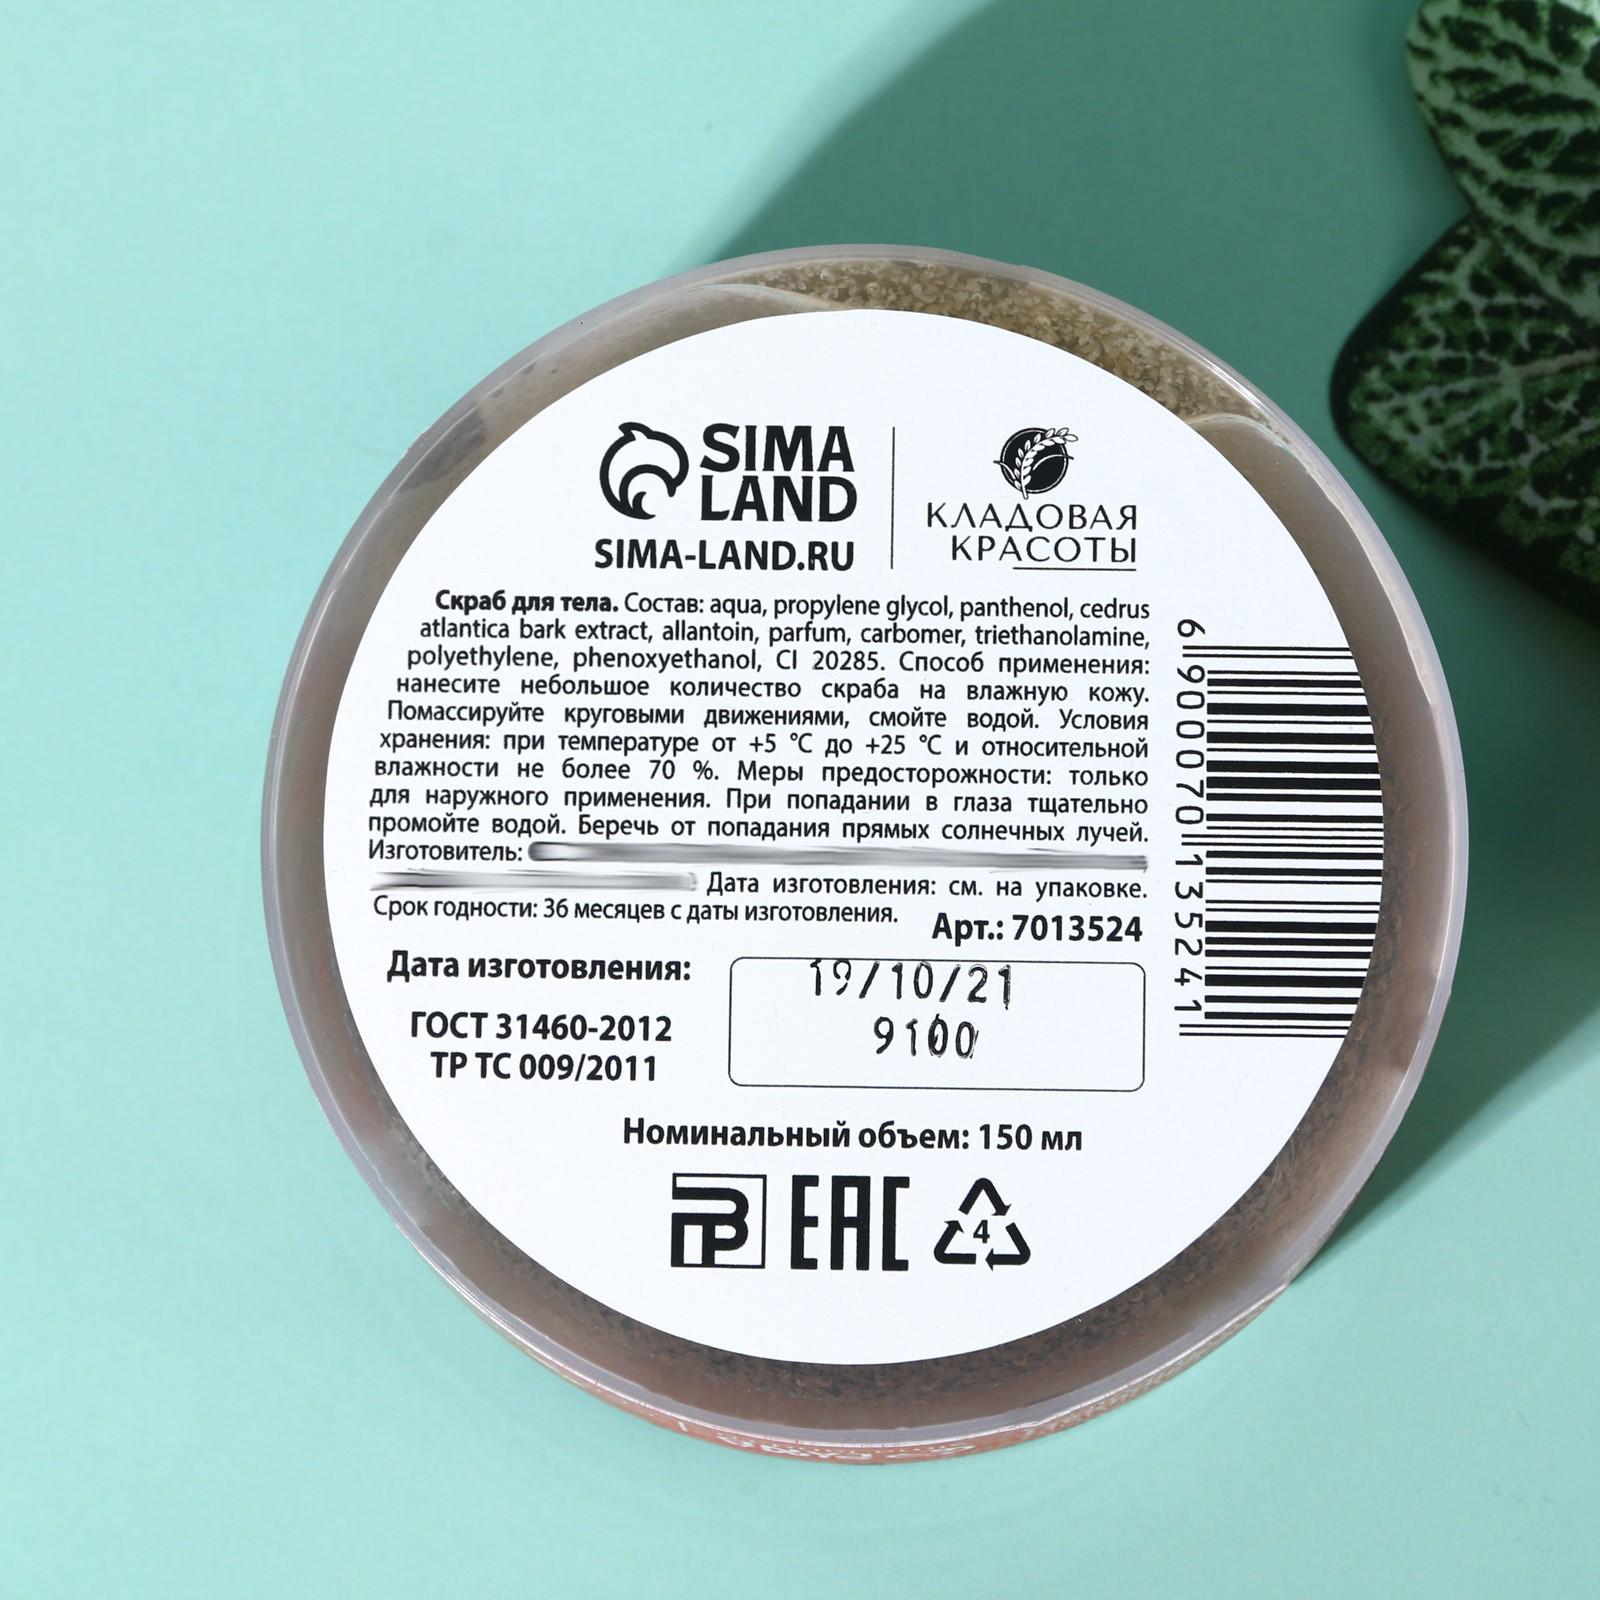 SIMA
LAND
SIMA-LAND.RU
КЛАДОВАЯ
КРАСОТЫ
Скраб для тела. Состав: aqua, propylene glycol, panthenol, cedrus
atlantica bark extract, allantoin, parfum, carbomer, triethanolamine,
polyethylene, phenoxyethanol, CI 20285. Способ применения:
нанесите небольшое количество скраба на влажную кожу.
Помассируйте круговыми движениями, смойте водой. Условия
хранения: при температуре от +5 °C до +25 °C и относительной
влажности не более 70 %. Меры предосторожности: только
для наружного применения. При попадании в глаза тщательно
промойте водой. Беречь от попадания прямых солнечных лучей.
Изготовитель:
Дата изготовления: см. на упаковке.
Срок годности: 36 месяцев с даты изготовления.
Арт.: 7013524
Дата изготовления:
19/10/21
9100
ГОСТ 31460-2012
ТР ТС 009/2011
Номинальный объем: 150 мл
EAC
4
6 900070 135241